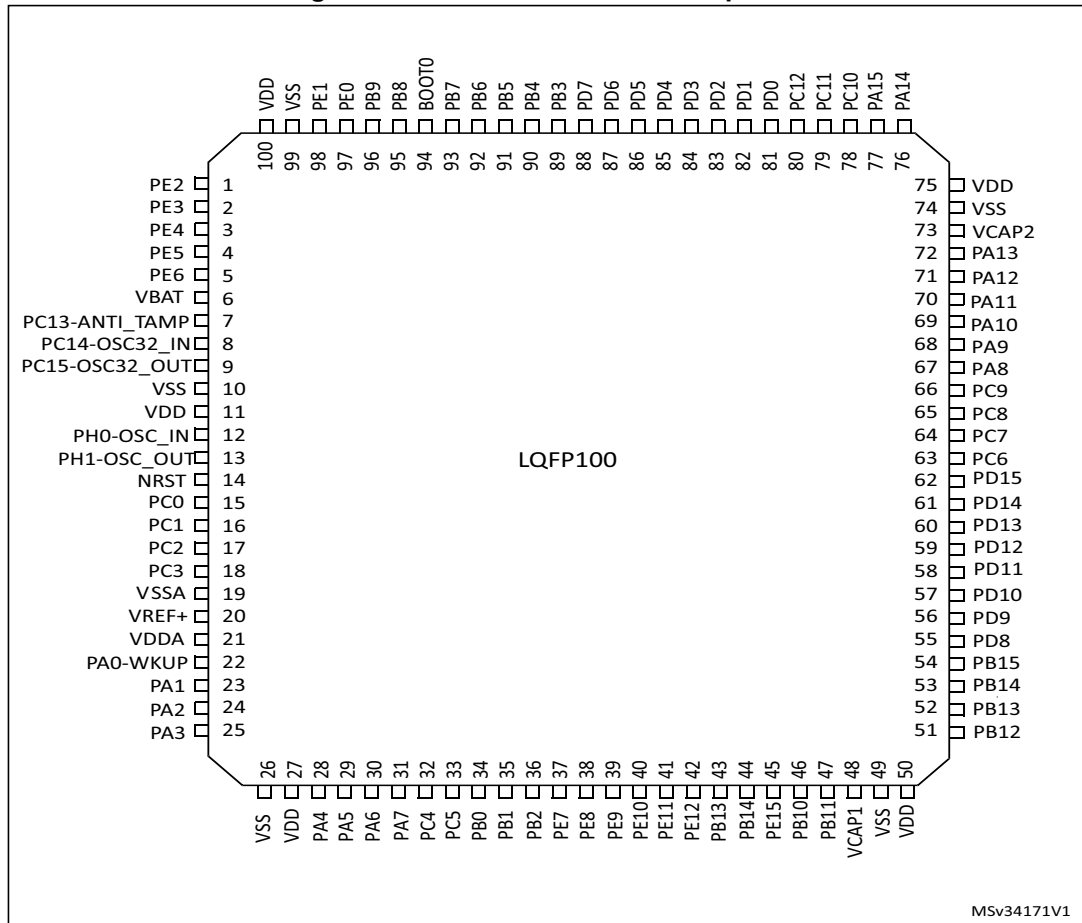 VDD
VSS
PE1
PE0
PB9
PB8
BOOT0
PB7
PB6
PB5
PB4
PB3
PD7
PD6
PD5
PD4
PD3
PD2
PD1
PD0
PC12
PC11
PC10
PA15
PA14
100
99
98
97
96
95
94
93
92
91
90
89
88
87
86
85
84
83
82
81
80
79
78
77
76
PE2 1
PE3 2
PE4 3
PE5 4
PE6 5
VBAT 6
PC13-ANTI_TAMP 7
PC14-OSC32_IN 8
PC15-OSC32_OUT 9
VSS 10
VDD 11
PH0-OSC_IN 12
PH1-OSC_OUT 13
NRST 14
PC0 15
PC1 16
PC2 17
PC3 18
VSSA 19
VREF+ 20
VDDA 21
PA0-WKUP 22
PA1 23
PA2 24
PA3 25
LQFP100
75 VDD
74 VSS
73 VCAP2
72 PA13
71 PA12
70 PA11
69 PA10
68 PA9
67 PA8
66 PC9
65 PC8
64 PC7
63 PC6
62 PD15
61 PD14
60 PD13
59 PD12
58 PD11
57 PD10
56 PD9
55 PD8
54 PB15
53 PB14
52 PB13
51 PB12
26
27
28
29
30
31
32
33
34
35
36
37
38
39
40
41
42
43
44
45
46
47
48
49
50
VSS
VDD
PA4
PA5
PA6
PA7
PC4
PC5
PB0
PB1
PB2
PE7
PE8
PE9
PE10
PE11
PE12
PB13
PB14
PE15
PB10
PB11
VCAP1
VSS
VDD
MSv34171V1